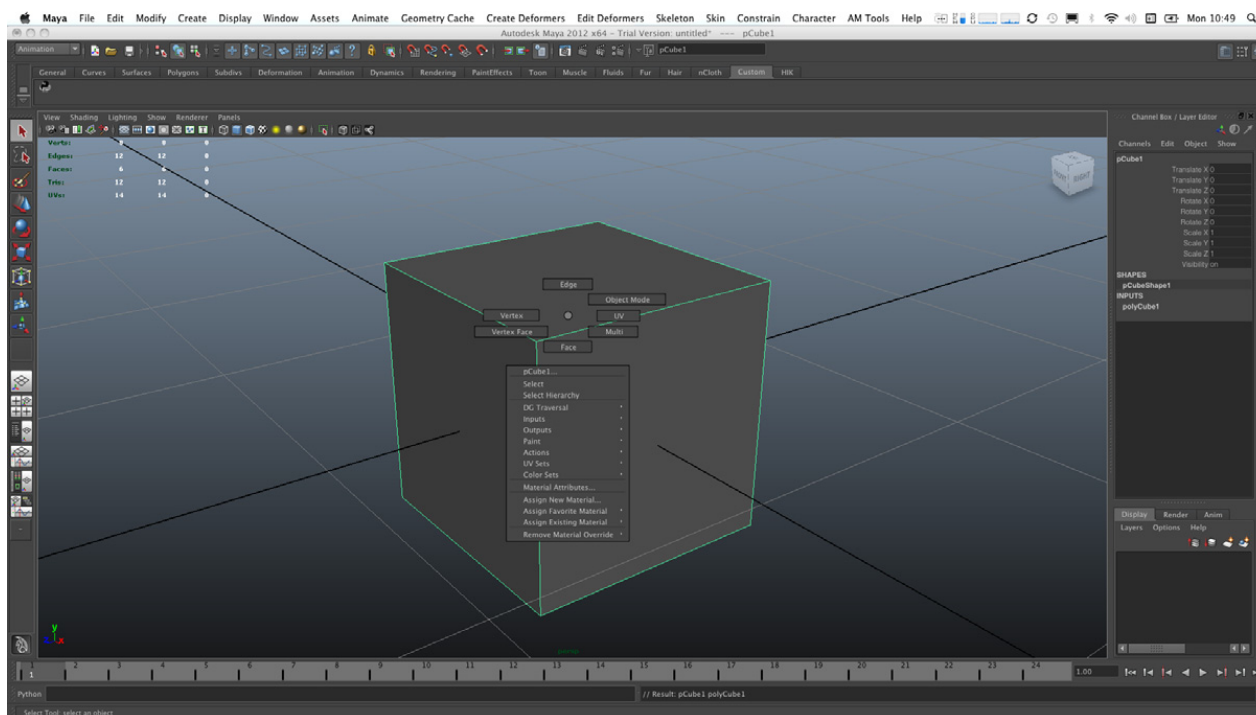 Maya File Edit Modify Create Display Window Assets Animate Geometry Cache Create Deformers Edit Deformers Skeleton Skin Constrain Character AM Tools Help Mon 10:49
Autodesk Maya 2012 x64 - Trial Version: untitled* --- pCube1
Animation pCube1
General Curves Surfaces Polygons Subdivs Deformation Animation Dynamics Rendering PaintEffects Toon Muscle Fluids Fur Hair nCloth Custom HIK
View Shading Lighting Show Renderer Panels
Channel Box / Layer Editor
Verts: 0
Edges: 12 12 0
Faces: 6 6 0
Tris: 12 12 0
UVs: 14 14 0
RIGHT
Channels Edit Object Show
pCube1
Translate X 0
Translate Y 0
Translate Z 0
Rotate X 0
Rotate Y 0
Rotate Z 0
Scale X 1
Scale Y 1
Scale Z 1
Visibility on
SHAPES
pCubeShape1
INPUTS
polyCube1
Edge
Object Mode
Vertex UV
Vertex Face Multi
Face
pCube1...
Select
Select Hierarchy
DG Traversal
Inputs
Outputs
Paint
Actions
UV Sets
Color Sets
Material Attributes...
Assign New Material...
Assign Favorite Material
Assign Existing Material
Remove Material Override
Display Render Anim
Layers Options Help
y
x
persp
1 2 3 4 5 6 7 8 9 10 11 12 13 14 15 16 17 18 19 20 21 22 23 24
1 1.00
Python // Result: pCube1 polyCube1
Select Tool: select an object